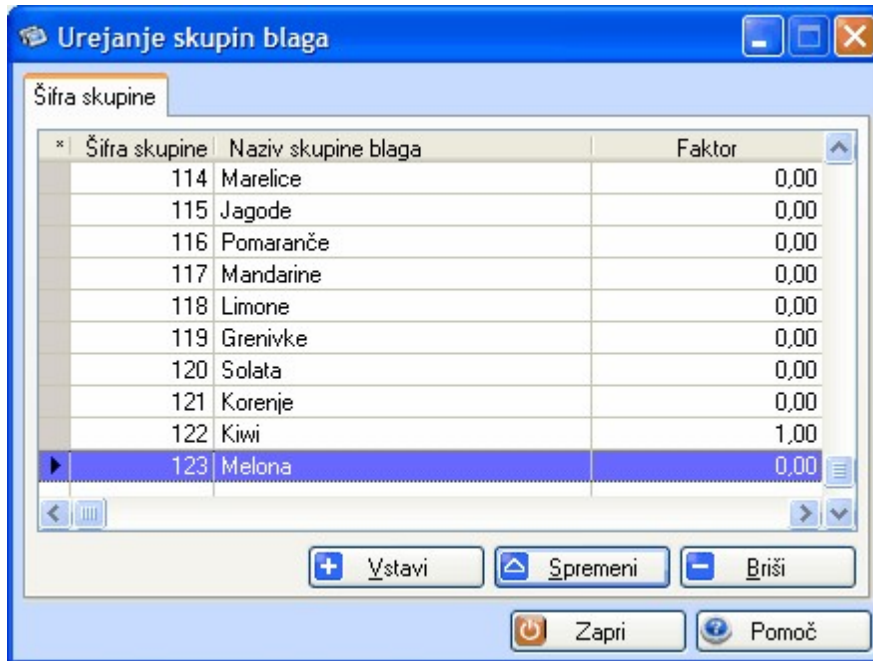 Urejanje skupin blaga
Šifra skupine
* Šifra skupine Naziv skupine blaga Faktor
114 Marelice 0,00
115 Jagode 0,00
116 Pomaranče 0,00
117 Mandarine 0,00
118 Limone 0,00
119 Grenivke 0,00
120 Solata 0,00
121 Korenje 0,00
122 Kiwi 1,00
123 Melona 0,00
Vstavi Spremeni Briši
Zapri Pomoč